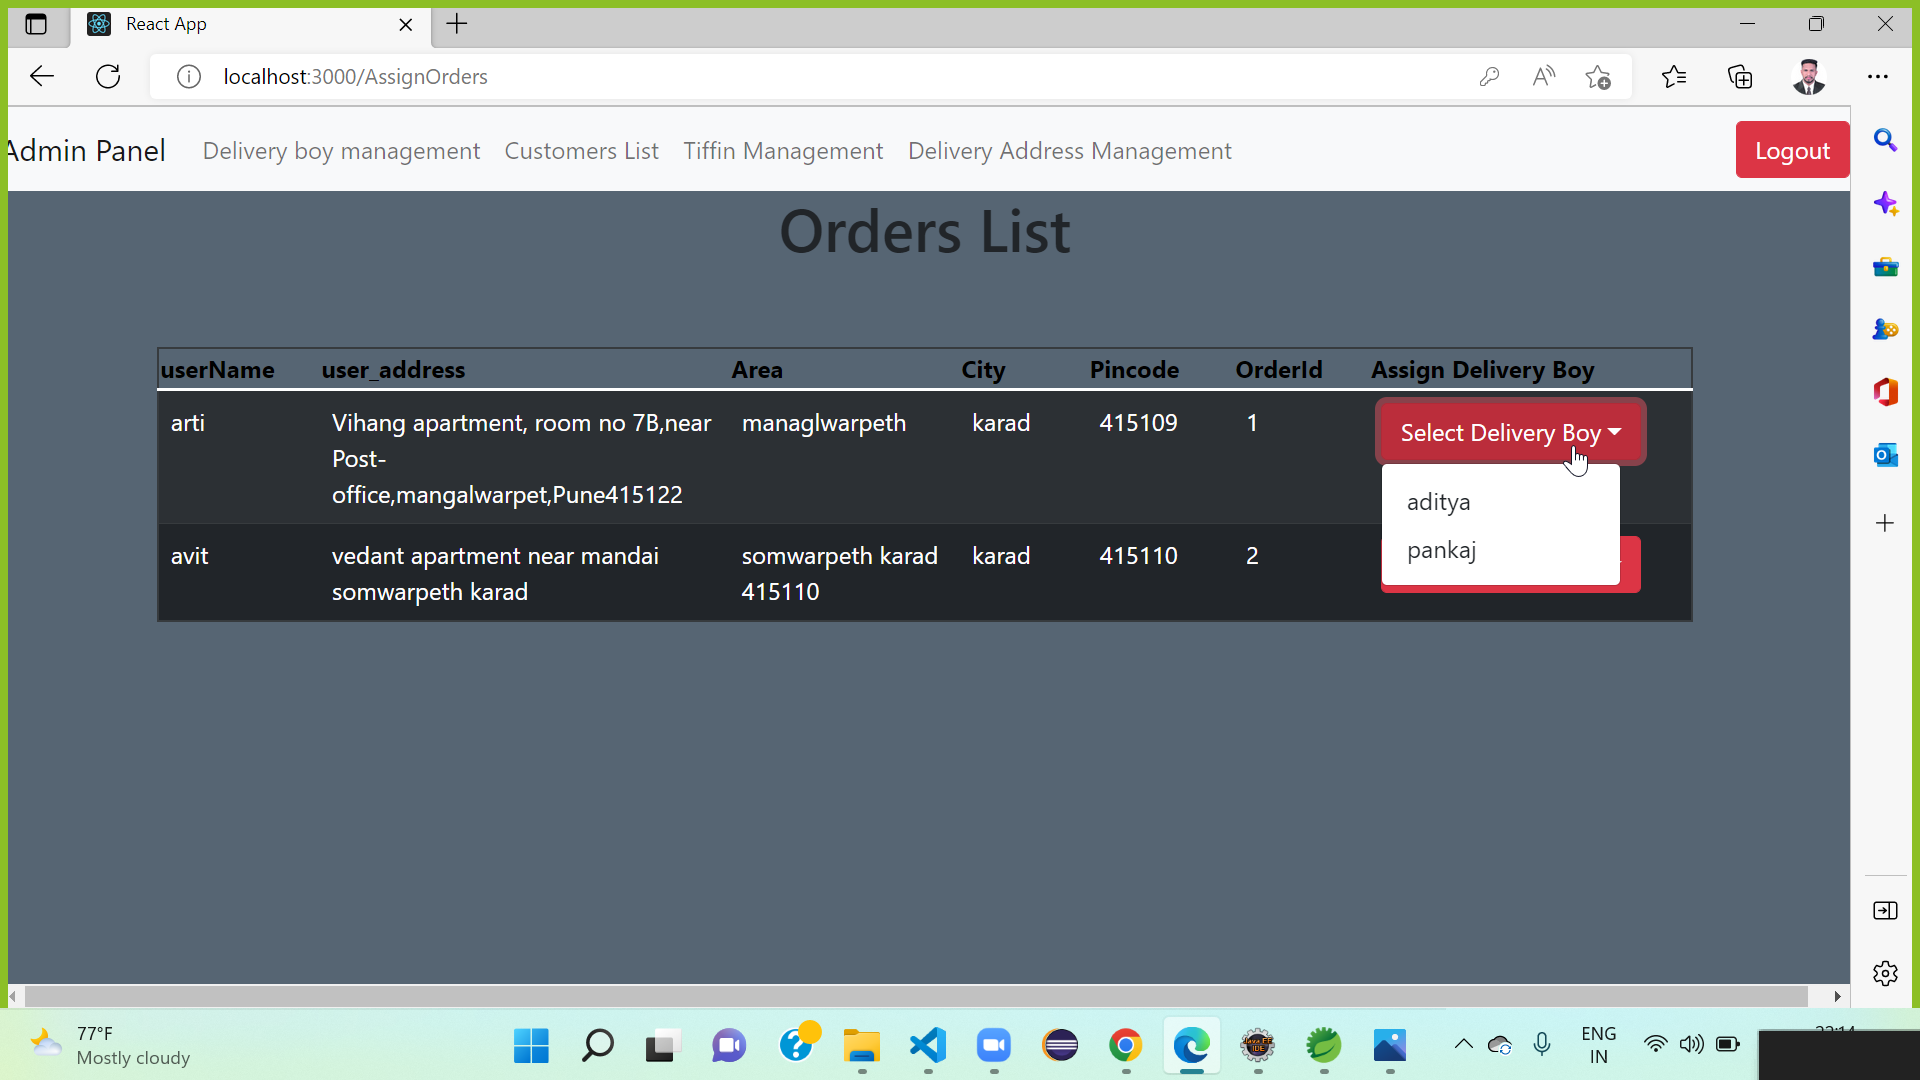 React App
localhost:3000/AssignOrders
Admin Panel Delivery boy management Customers List Tiffin Management Delivery Address Management Logout
Orders List
userName user_address Area City Pincode OrderId Assign Delivery Boy
arti Vihang apartment, room no 7B,near managlwarpeth karad 415109 1 Select Delivery Boy
Post-
office,mangalwarpet,Pune415122
aditya
pankaj
avit vedant apartment near mandai somwarpeth karad karad 415110 2
somwarpeth karad 415110
77°F
Mostly cloudy
ENG
IN